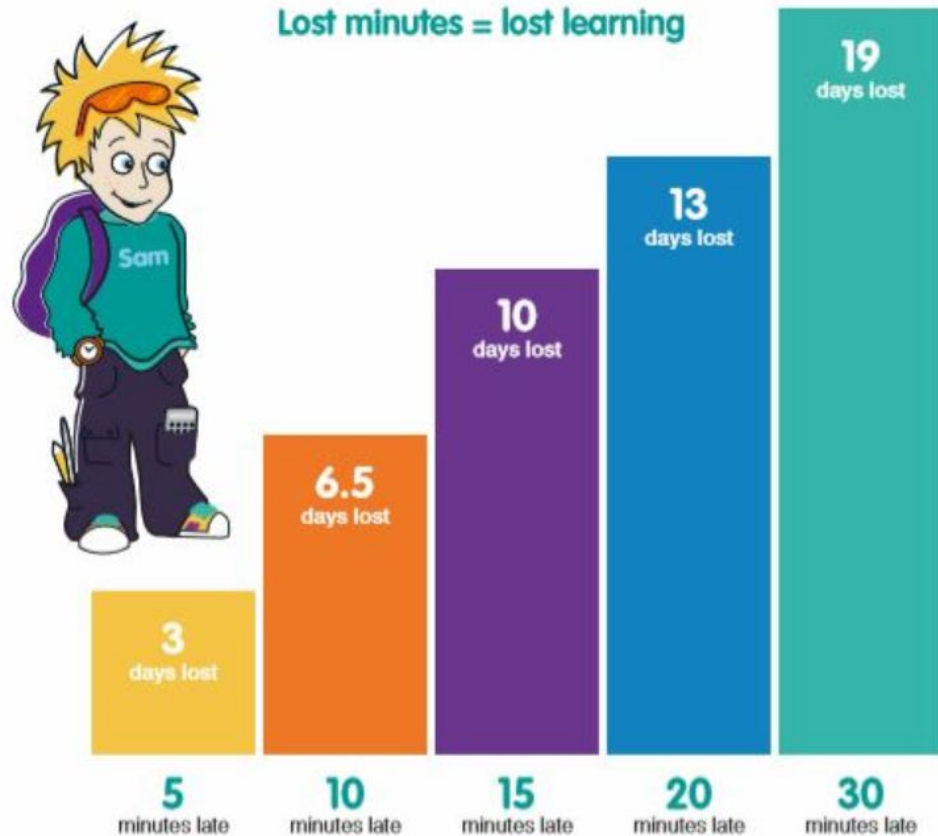 Lost minutes = lost learning
Sam
3
days lost
6.5
days lost
10
days lost
13
days lost
19
days lost
5
minutes late
10
minutes late
15
minutes late
20
minutes late
30
minutes late